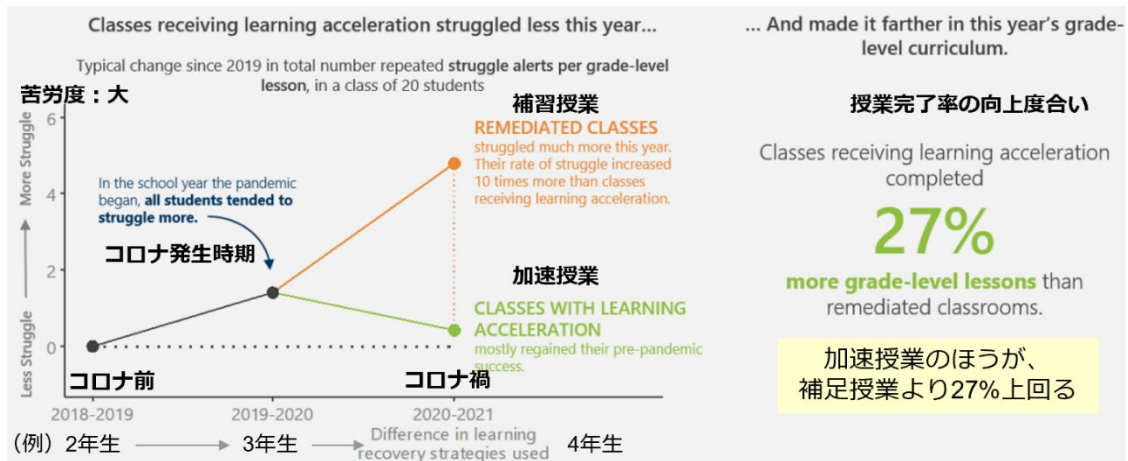 Classes receiving learning acceleration struggled less this year...
Typical change since 2019 in total number repeated struggle alerts per grade-level
lesson, in a class of 20 students
苦労度：大
6
4
2
0
More Struggle
Less Struggle
In the school year the pandemic
began, all students tended to
struggle more.
コロナ発生時期
補習授業
REMEDIATED CLASSES
struggled much more this year.
Their rate of struggle increased
10 times more than classes
receiving learning acceleration.
加速授業
CLASSES WITH LEARNING
ACCELERATION
mostly regained their pre-pandemic
success.
コロナ前
コロナ禍
2018-2019
2019-2020
2020-2021
（例）2年生
3年生
Difference in learning
recovery strategies used
4年生
... And made it farther in this year's grade-
level curriculum.
授業完了率の向上度合い
Classes receiving learning acceleration
completed
27%
more grade-level lessons than
remediated classrooms.
加速授業のほうが、
補足授業より27%上回る